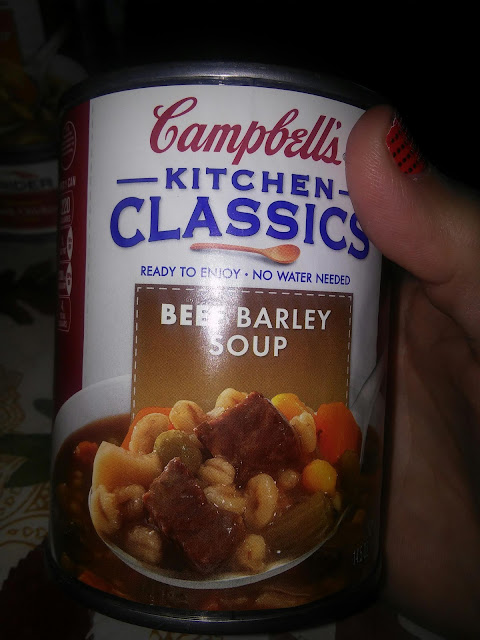 Campbell's
KITCHEN
CLASSICS
READY TO ENJOY • NO WATER NEEDED
BEEF BARLEY
SOUP